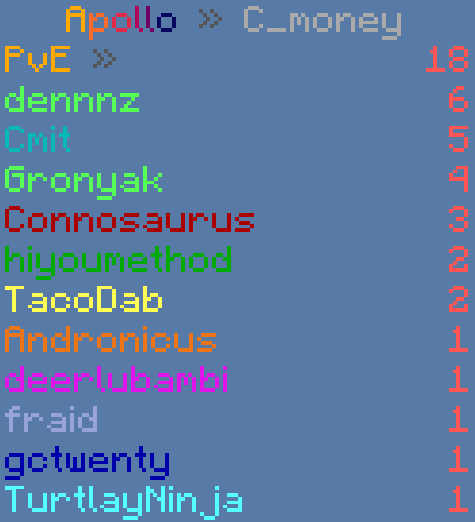 Apollo » C_money
PvE » 18
dennnz 6
Cmit 5
Gronyak 4
Connosaurus 3
hiyoumethod 2
TacoDab 2
Andronicus 1
deerlubambi 1
fraid 1
gctwenty 1
TurtlayNinja 1